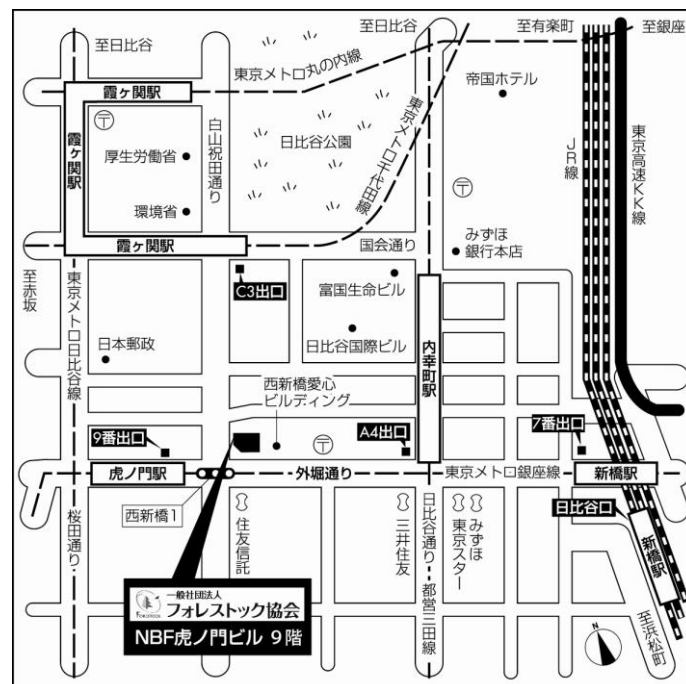 至日比谷
至日比谷
至有楽町
至銀座
東京メトロ丸の内線
帝国ホテル
霞ヶ関駅
〒
白山祝田通り
厚生労働省
日比谷公園
東京メトロ千代田線
JR線
東京高速KK線
霞ヶ関駅
環境省
〒
みずほ
銀行本店
国会通り
霞ヶ関駅
至赤坂
東京メトロ日比谷線
C3出口
富国生命ビル
日比谷国際ビル
内幸町駅
日本郵政
西新橋愛心
ビルディング
9番出口
〒
A4出口
7番出口
虎ノ門駅
外堀通り
東京メトロ銀座線
新橋駅
西新橋1
桜田通り
住友信託
三井住友
日比谷通り・都営三田線
東京スター
みずほ
日比谷口
新橋駅
一般社団法人
フォレストック協会
NBF虎ノ門ビル 9階
N
至浜松町